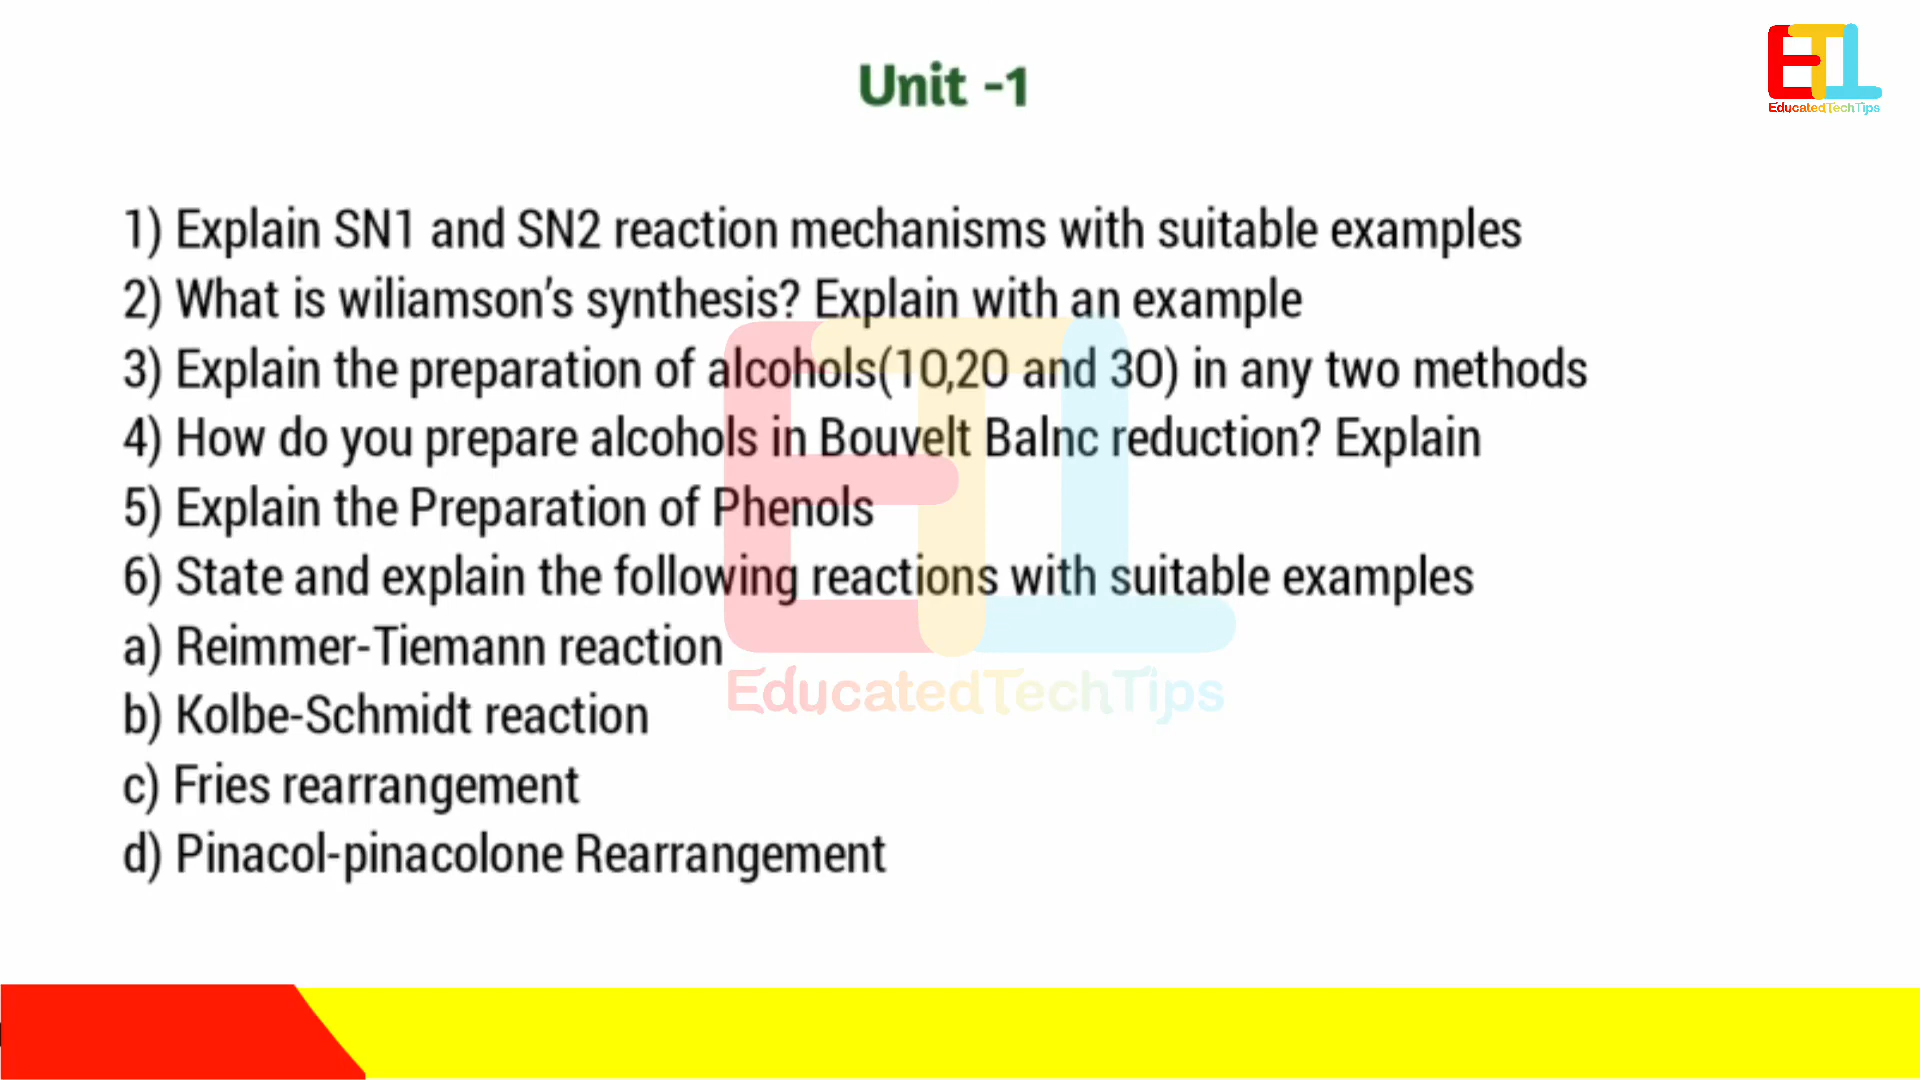 Unit -1
EducatedTechTips
1) Explain SN1 and SN2 reaction mechanisms with suitable examples
2) What is wiliamson's synthesis? Explain with an example
3) Explain the preparation of alcohols(1O,2O and 3O) in any two methods
4) How do you prepare alcohols in Bouvelt Balnc reduction? Explain
5) Explain the Preparation of Phenols
6) State and explain the following reactions with suitable examples
a) Reimmer-Tiemann reaction
EducatedTechTips
b) Kolbe-Schmidt reaction
c) Fries rearrangement
d) Pinacol-pinacolone Rearrangement